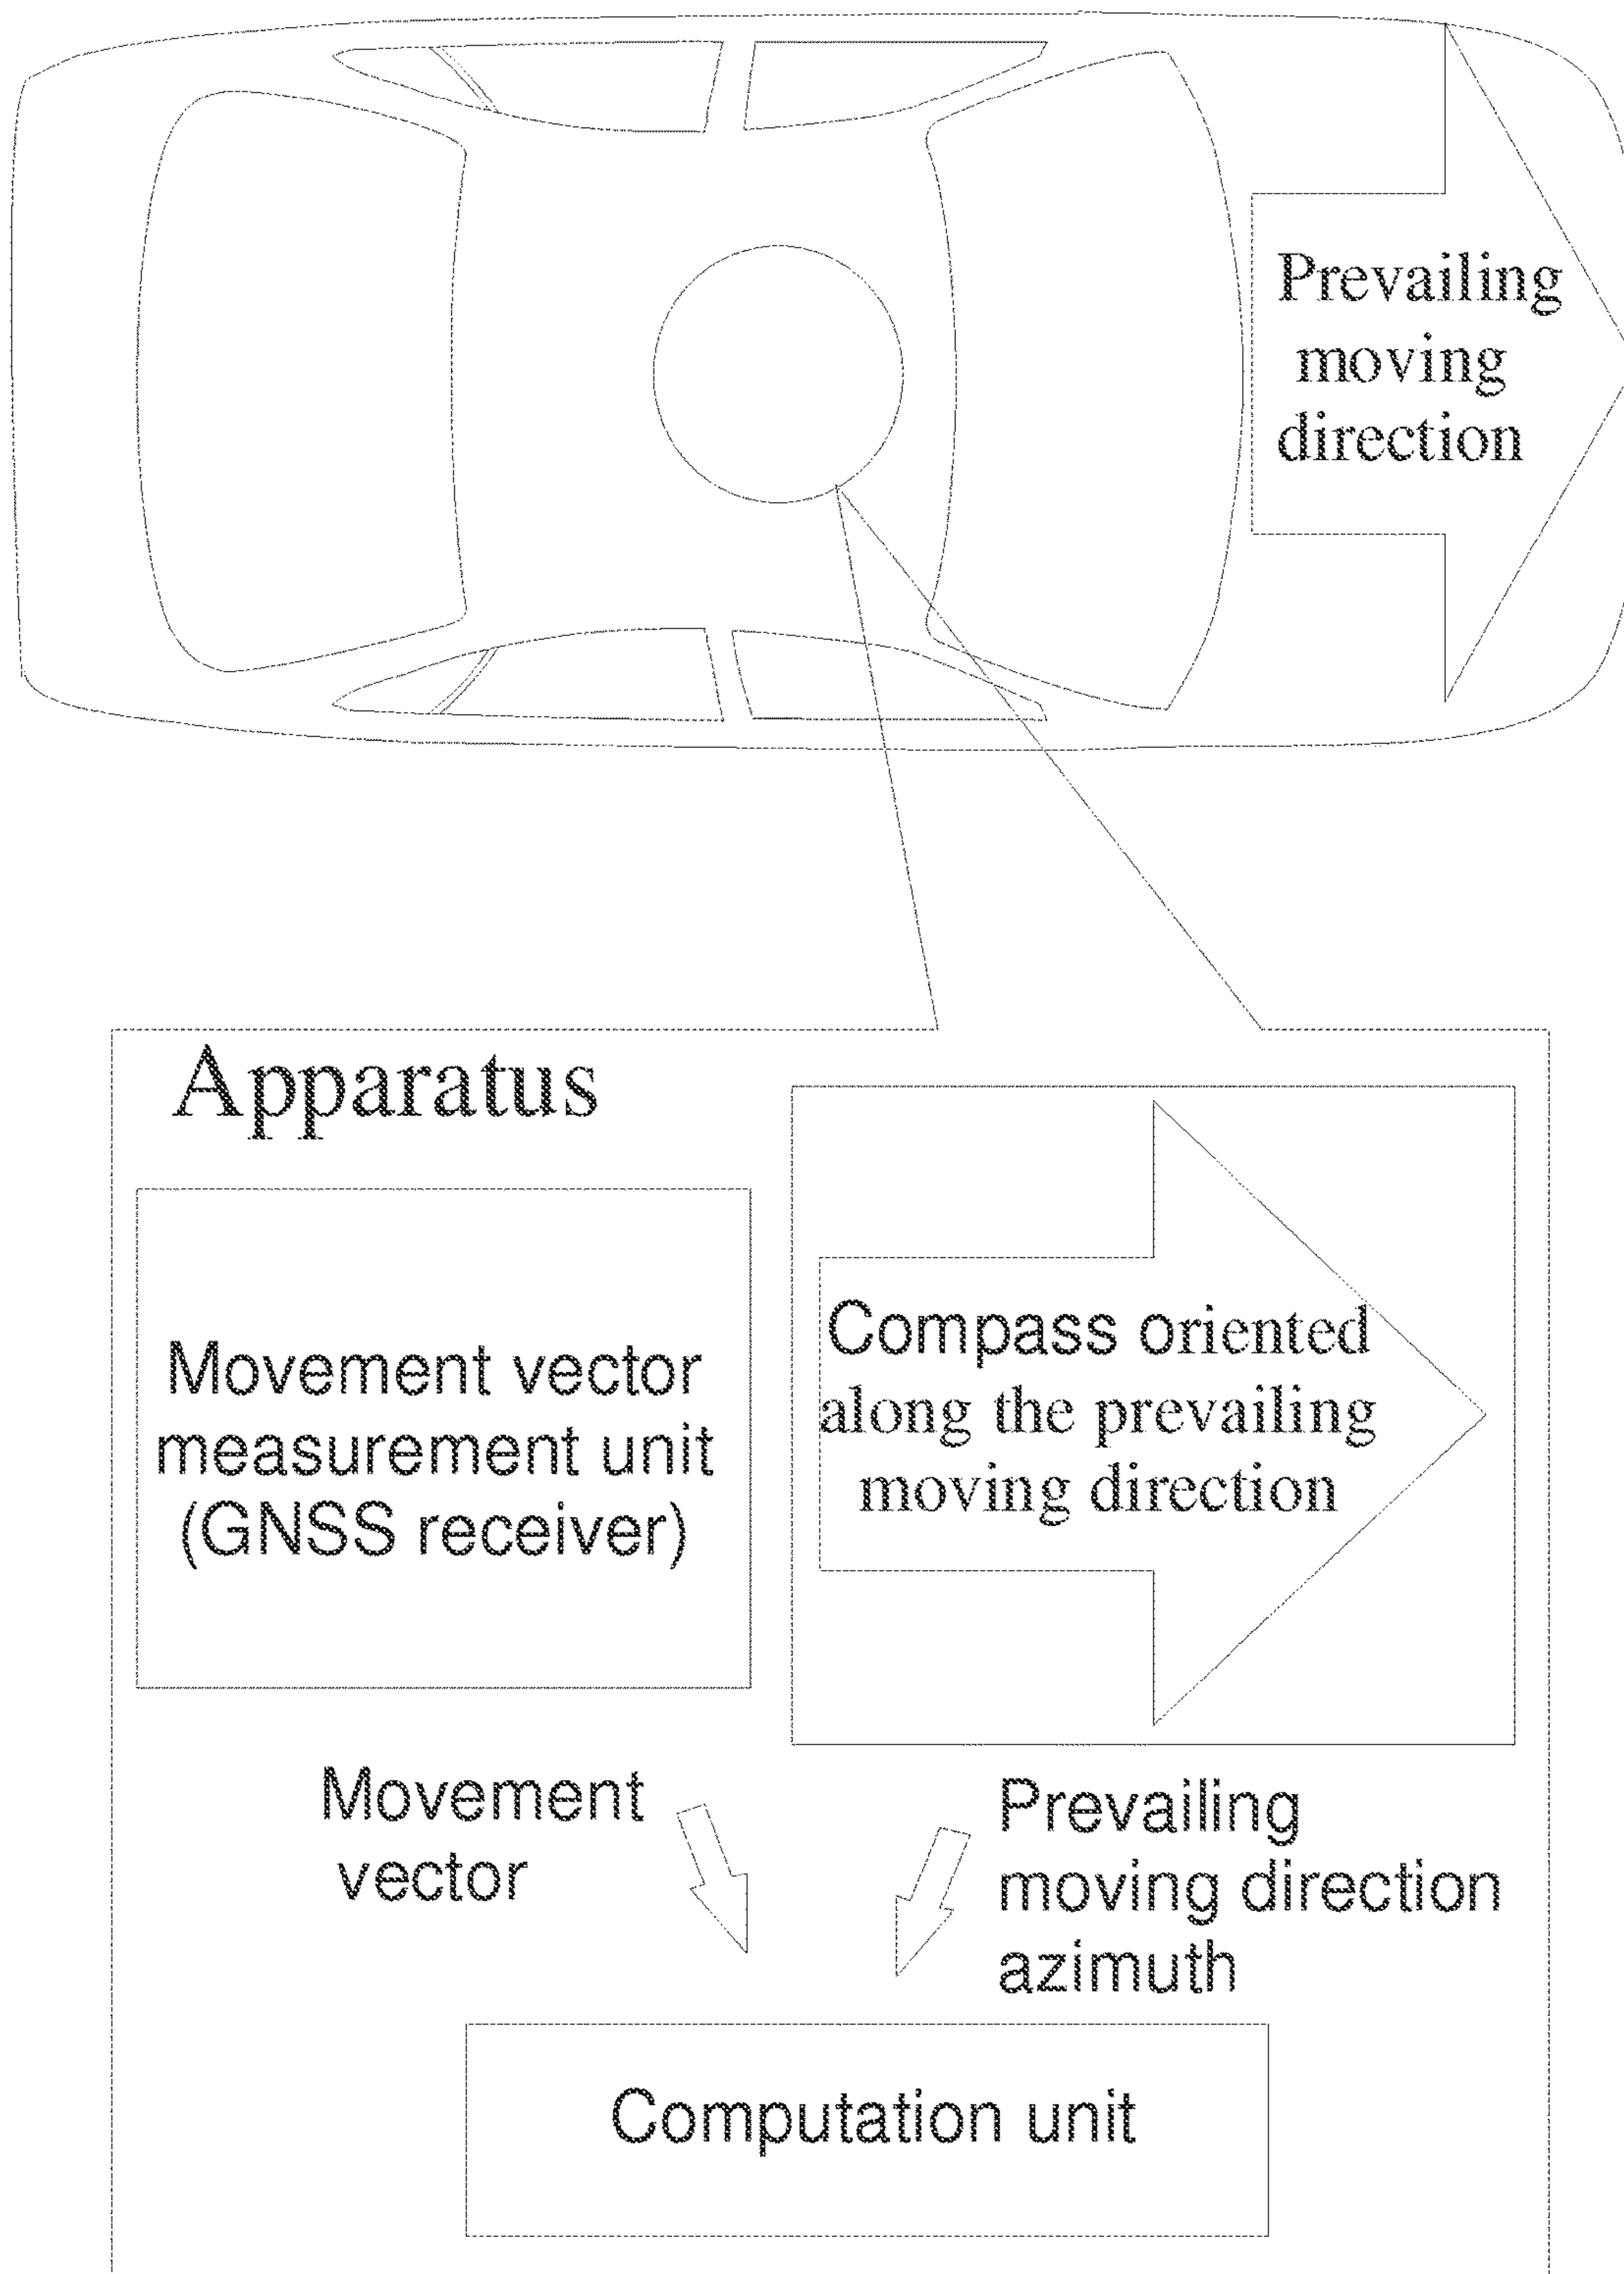 Prevailing
moving
direction
Apparatus
Movement vector
measurement unit
(GNSS receiver)
Compass oriented
along the prevailing
moving direction
Movement
vector
Prevailing
moving direction
azimuth
Computation unit